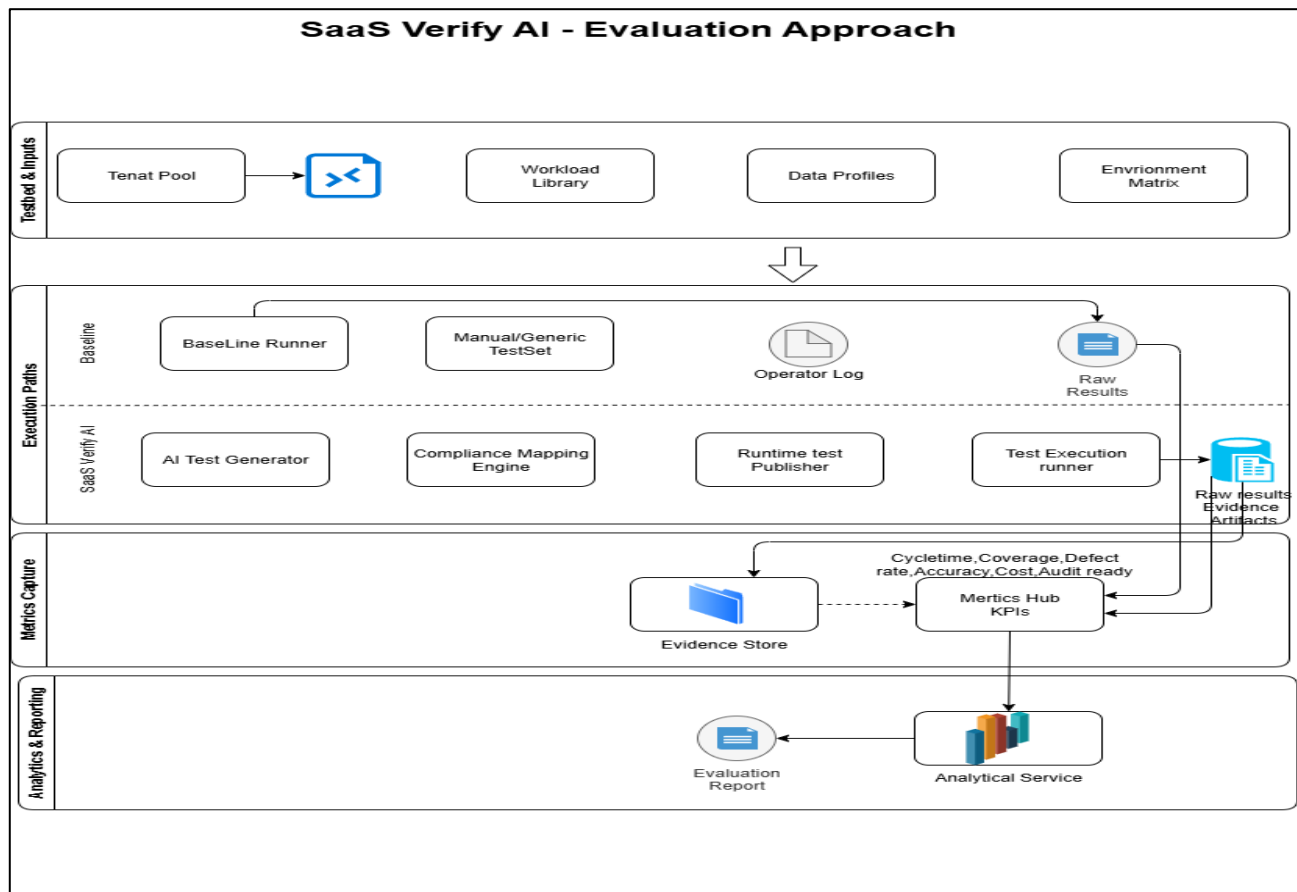 SaaS Verify AI - Evaluation Approach
Testbed & Inputs
Tenat Pool
Workload
Library
Data Profiles
Envrionment
Matrix
Execution Paths
Baseline
BaseLine Runner
Manual/Generic
TestSet
Operator Log
Raw
Results
SaaS Verify AI
AI Test Generator
Compliance Mapping
Engine
Runtime test
Publisher
Test Execution
runner
Raw results
Evidence
Artifacts
Metrics Capture
Cycletime,Coverage,Defect
rate,Accuracy,Cost,Audit ready
Evidence Store
Mertics Hub
KPIs
Analytics & Reporting
Evaluation
Report
Analytical Service